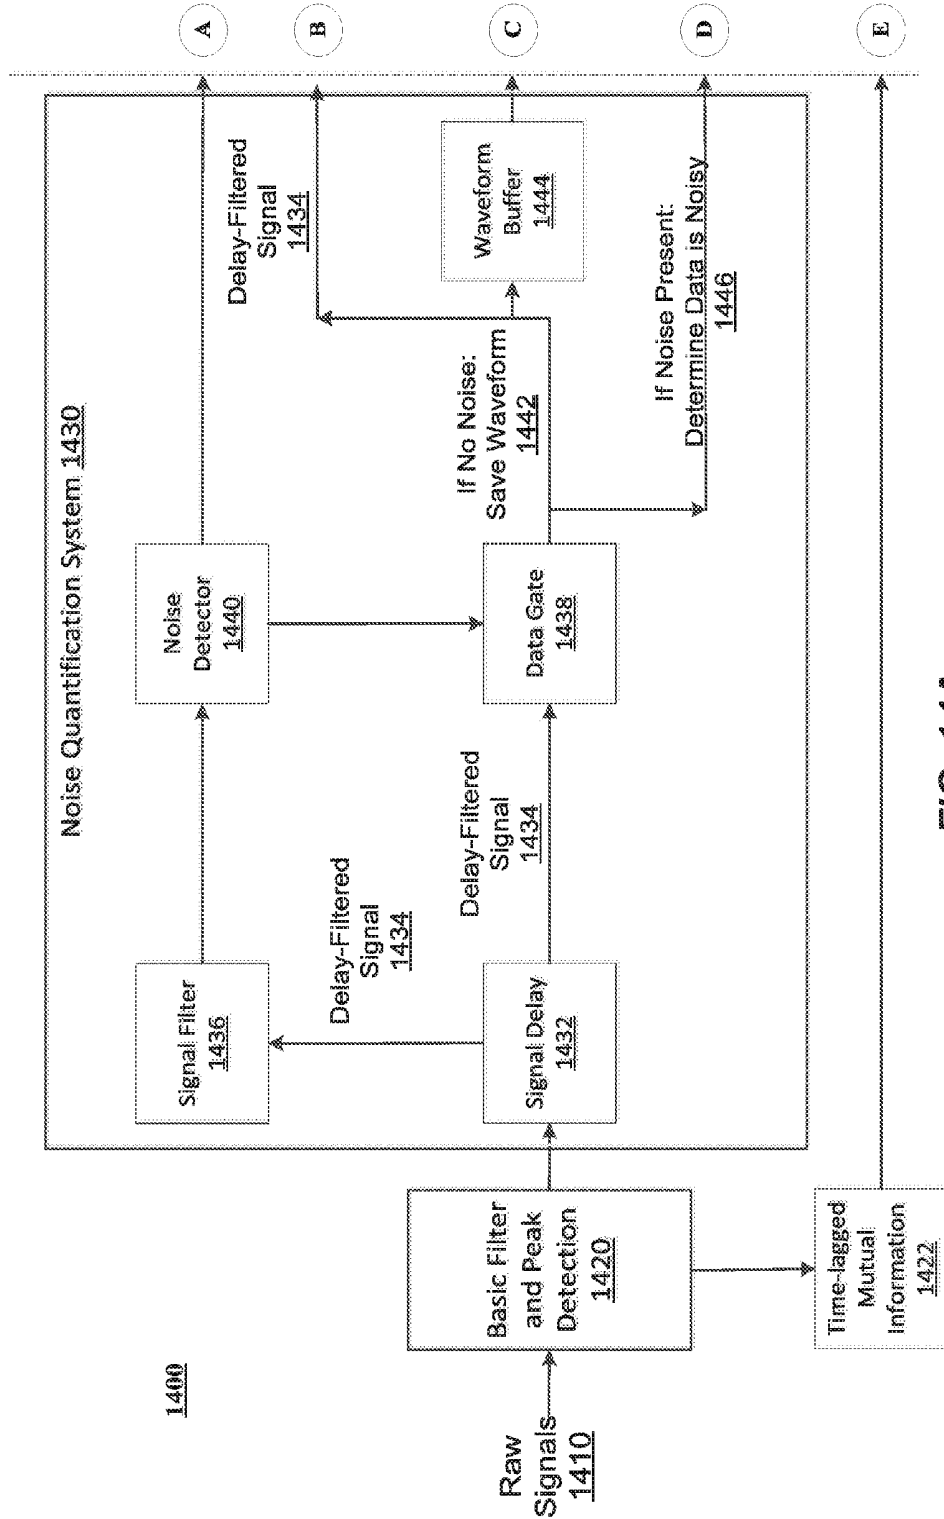 1400
Raw
Signals
1410
Basic Filter
and Peak
Detection
1420
Time-lagged
Mutual
Information
1422
Noise Quantification System 1430
Signal Filter
1436
Signal Delay
1432
Delay-Filtered
Signal
1434
Delay-Filtered
Signal
1434
Noise
Detector
1440
Data Gate
1438
If No Noise:
Save Waveform
1442
Delay-Filtered
Signal
1434
Waveform
Buffer
1444
If Noise Present:
Determine Data is Noisy
1446
A
B
C
D
E